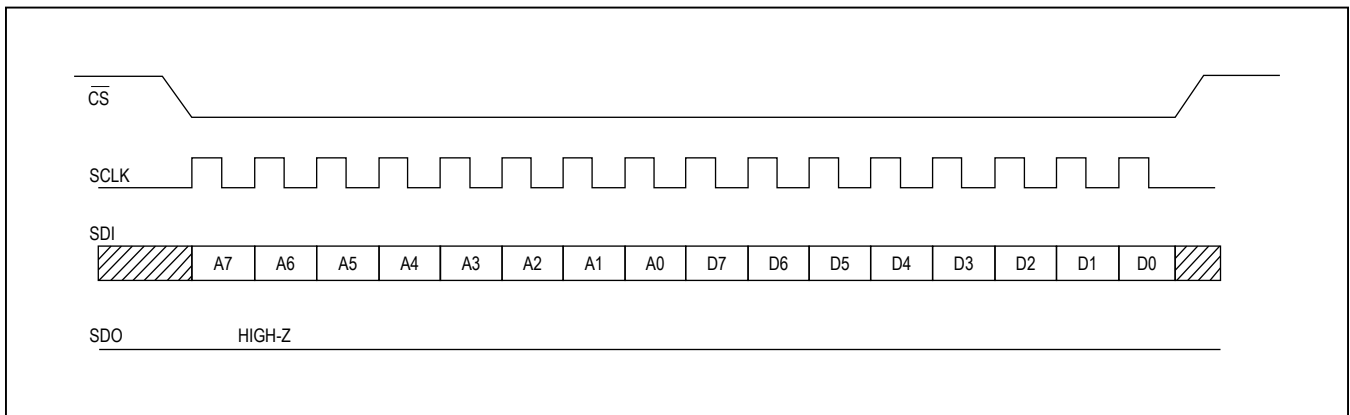 C̅S̅
SCLK
SDI
A7 A6 A5 A4 A3 A2 A1 A0 D7 D6 D5 D4 D3 D2 D1 D0
SDO HIGH-Z